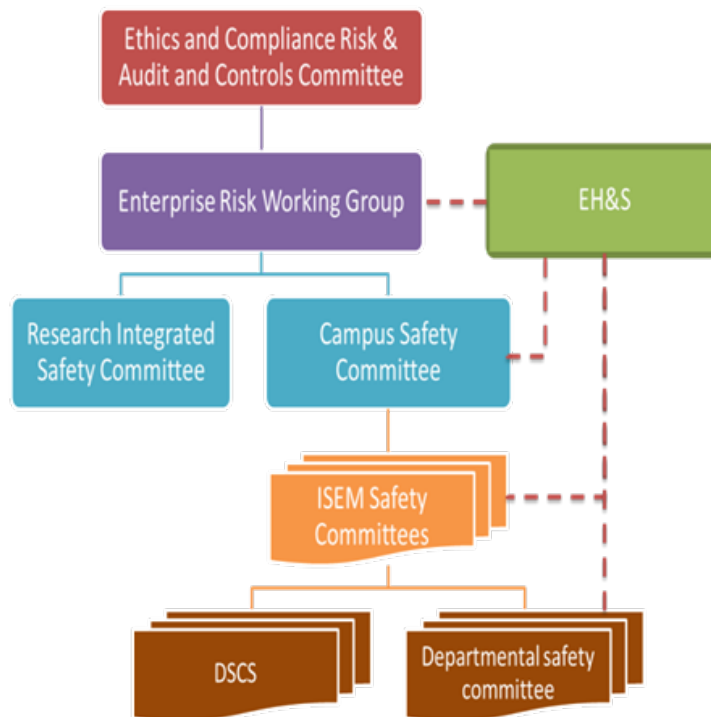 Ethics and Compliance Risk &
Audit and Controls Committee
Enterprise Risk Working Group
EH&S
Research Integrated
Safety Committee
Campus Safety
Committee
ISEM Safety
Committees
DSCS
Departmental safety
committee